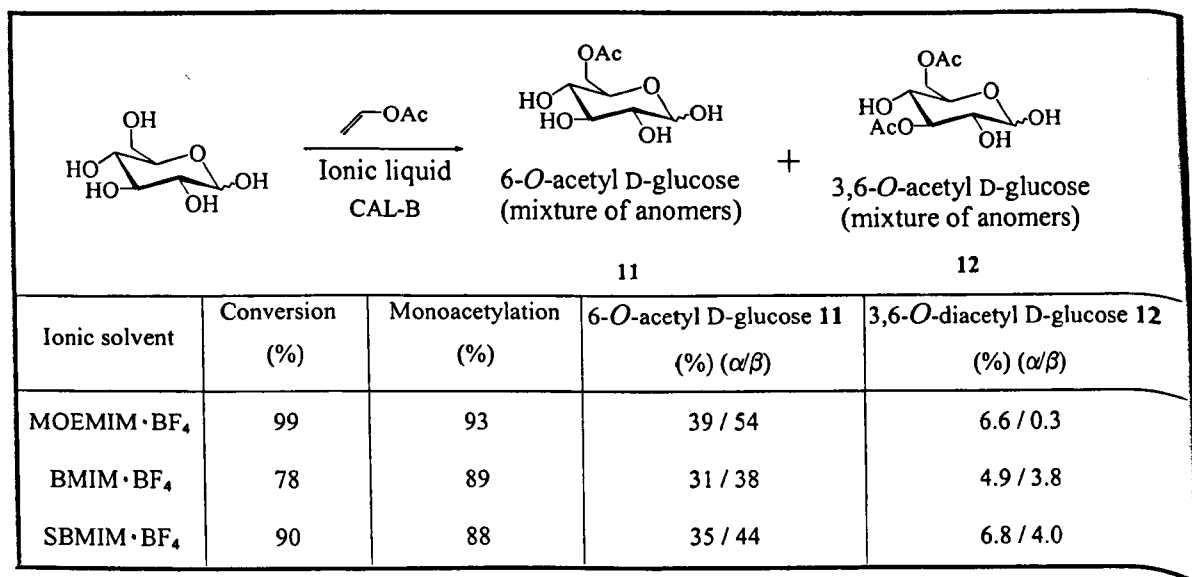 OAc
HO
HO
OH
O
OH
OH
HO
HO
OH
O
OH
OAc
Ionic liquid
CAL-B
6-O-acetyl D-glucose
(mixture of anomers)
11
+
OAc
HO
AcO
OH
O
OH
3,6-O-acetyl D-glucose
(mixture of anomers)
12
Ionic solvent
Conversion
(%)
Monoacetylation
(%)
6-O-acetyl D-glucose 11
(%) (α/β)
3,6-O-diacetyl D-glucose 12
(%) (α/β)
MOEMIM·BF₄ 99 93 39 / 54 6.6 / 0.3
BMIM·BF₄ 78 89 31 / 38 4.9 / 3.8
SBMIM·BF₄ 90 88 35 / 44 6.8 / 4.0